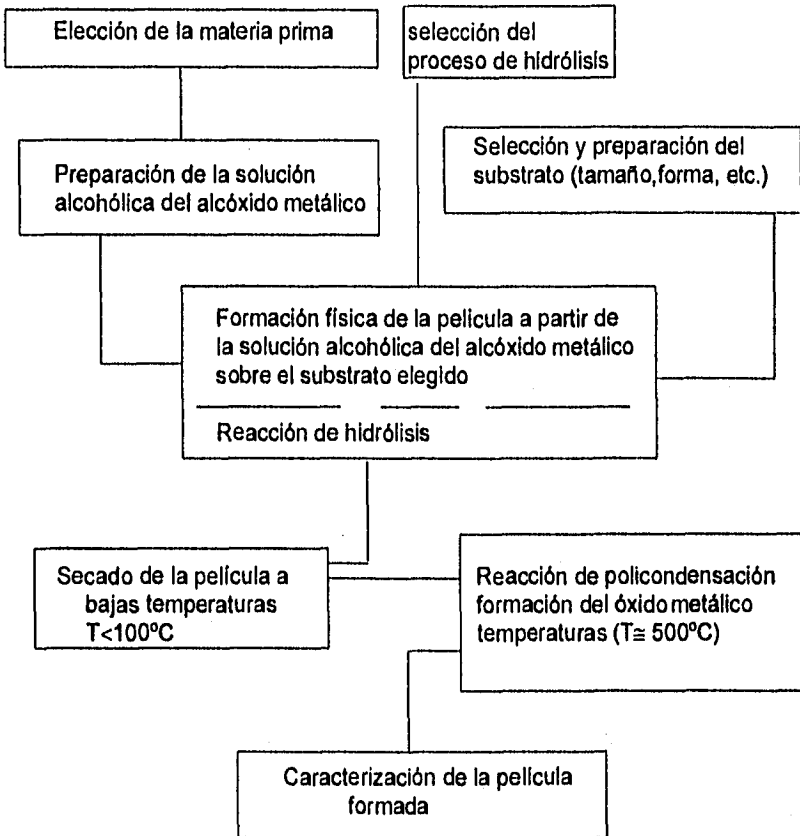 Elección de la materia prima
selección del
proceso de hidrólisis
Preparación de la solución
alcohólica del alcóxido metálico
Selección y preparación del
substrato (tamaño,forma, etc.)
Formación física de la película a partir de
la solución alcohólica del alcóxido metálico
sobre el substrato elegido
Reacción de hidrólisis
Secado de la película a
bajas temperaturas
T<100ºC
Reacción de policondensación
formación del óxido metálico
temperaturas (T≅ 500ºC)
Caracterización de la película
formada